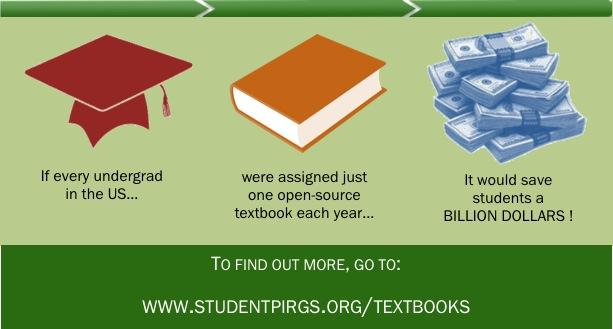 If every undergrad
in the US...
were assigned just
one open-source
textbook each year...
It would save
students a
BILLION DOLLARS !
TO FIND OUT MORE, GO TO:
WWW.STUDENTPIRGS.ORG/TEXTBOOKS